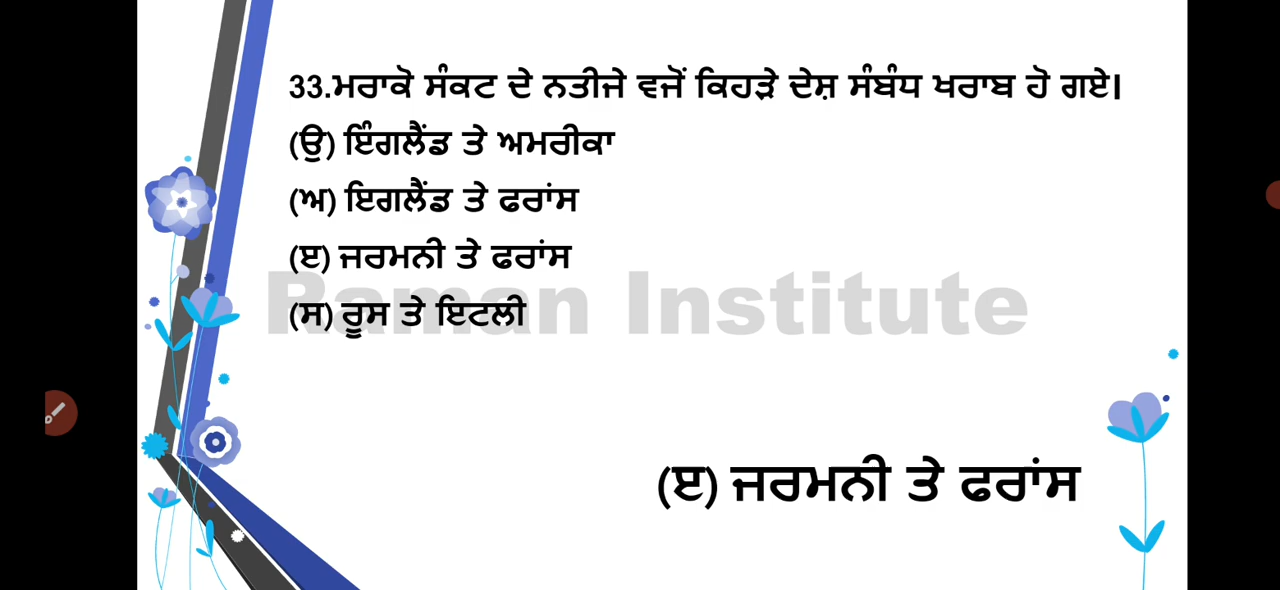 33.ਮਰਾਕੋ ਸੰਕਟ ਦੇ ਨਤੀਜੇ ਵਜੋਂ ਕਿਹੜੇ ਦੇਸ਼ ਸੰਬੰਧ ਖਰਾਬ ਹੋ ਗਏ।
(ਉ) ਇੰਗਲੈਂਡ ਤੇ ਅਮਰੀਕਾ
(ਅ) ਇਗਲੈਂਡ ਤੇ ਫਰਾਂਸ
(ੲ) ਜਰਮਨੀ ਤੇ ਫਰਾਂਸ
Raman Institute
(ਸ) ਰੂਸ ਤੇ ਇਟਲੀ
(ੲ) ਜਰਮਨੀ ਤੇ ਫਰਾਂਸ